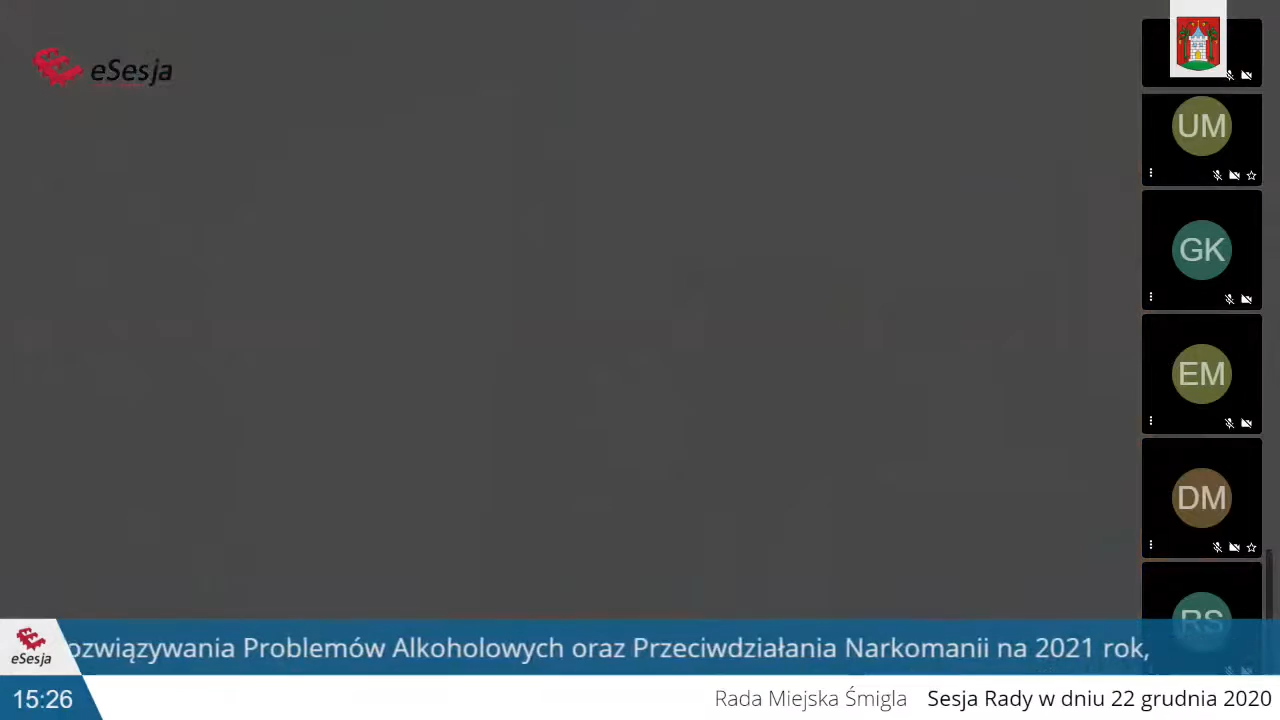 eSesja
UM
GK
EM
DM
RS
ozwiązywania Problemów Alkoholowych oraz Przeciwdziałania Narkomanii na 2021 rok,
eSesja
15:26
Rada Miejska Śmigla Sesja Rady w dniu 22 grudnia 2020